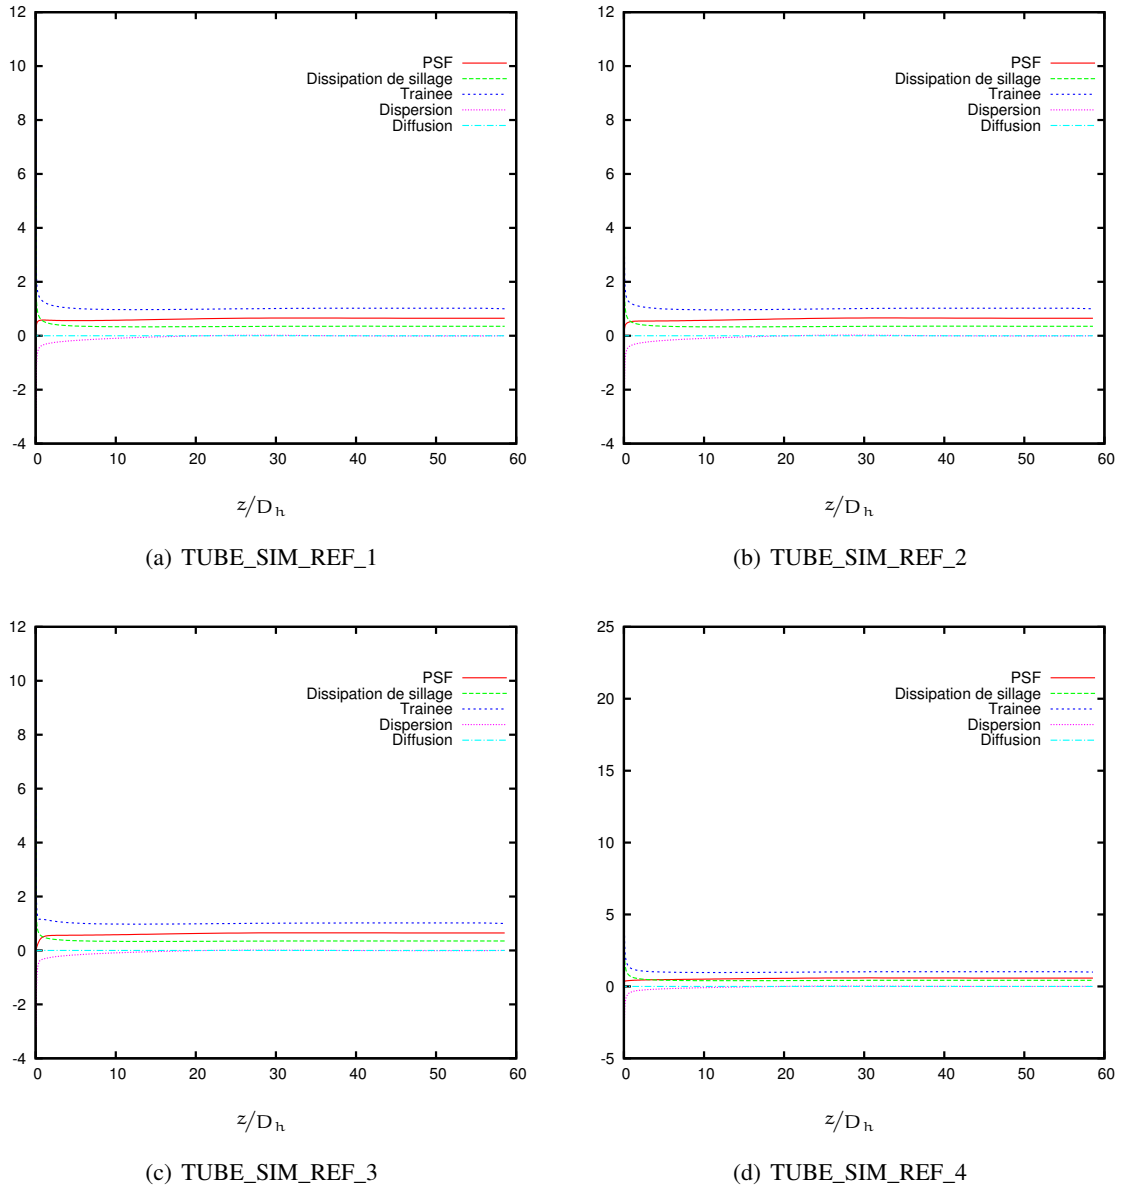 12
10
8
6
4
2
0
-2
-4
PSF
Dissipation de sillage
Trainee
Dispersion
Diffusion
0 10 20 30 40 50 60
z/Dh
(a) TUBE_SIM_REF_1
12
10
8
6
4
2
0
-2
-4
PSF
Dissipation de sillage
Trainee
Dispersion
Diffusion
0 10 20 30 40 50 60
z/Dh
(b) TUBE_SIM_REF_2
12
10
8
6
4
2
0
-2
-4
PSF
Dissipation de sillage
Trainee
Dispersion
Diffusion
0 10 20 30 40 50 60
z/Dh
(c) TUBE_SIM_REF_3
25
20
15
10
5
0
-5
PSF
Dissipation de sillage
Trainee
Dispersion
Diffusion
0 10 20 30 40 50 60
z/Dh
(d) TUBE_SIM_REF_4